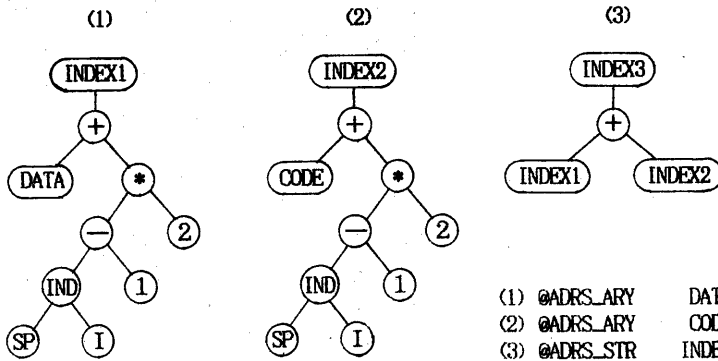 (1) (2) (3)
INDEX1 INDEX2 INDEX3
+ + +
DATA * CODE * INDEX1 INDEX2
— 2 — 2
IND 1 IND 1
SP I SP I
(1) @ADRS_ARY
(2) @ADRS_ARY
(3) @ADRS_STR